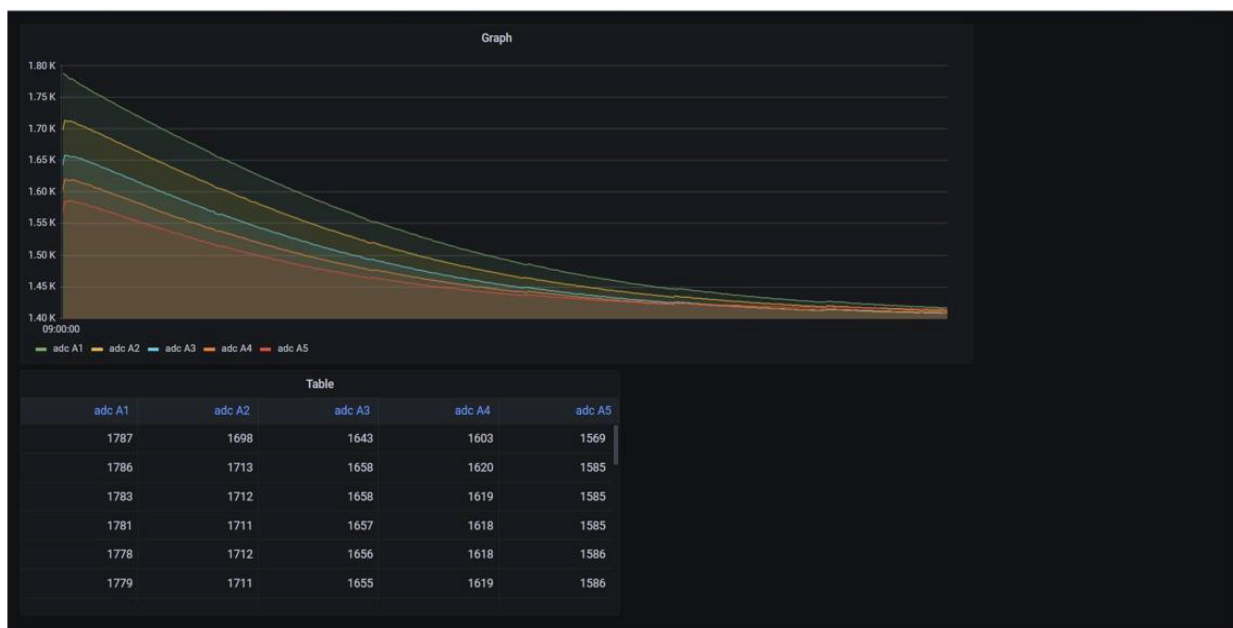 Graph
1.80 K
1.75 K
1.70 K
1.65 K
1.60 K
1.55 K
1.50 K
1.45 K
1.40 K
09:00:00
adc A1 adc A2 adc A3 adc A4 adc A5
Table
adc A1 adc A2 adc A3 adc A4 adc A5
1787 1698 1643 1603 1569
1786 1713 1658 1620 1585
1783 1712 1658 1619 1585
1781 1711 1657 1618 1585
1778 1712 1656 1618 1586
1779 1711 1655 1619 1586